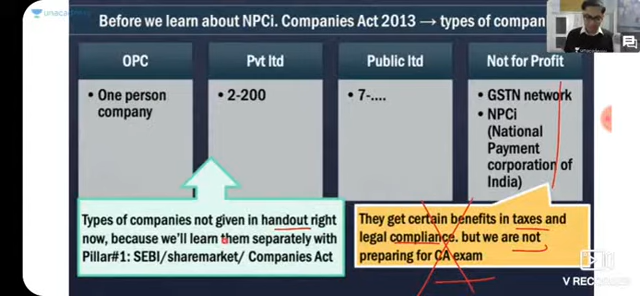 unacademy
Before we learn about NPCi. Companies Act 2013 → types of compan
OPC
• One person
company
Pvt ltd
• 2-200
Public ltd
• 7-....
Not for Profit
• GSTN network
• NPCi
(National
Payment
corporation of
India)
Types of companies not given in handout right
now, because we'll learn them separately with
Pillar#1: SEBI/sharemarket/ Companies Act
They get certain benefits in taxes and
legal compliance. but we are not
preparing for CA exam
V RECORDE